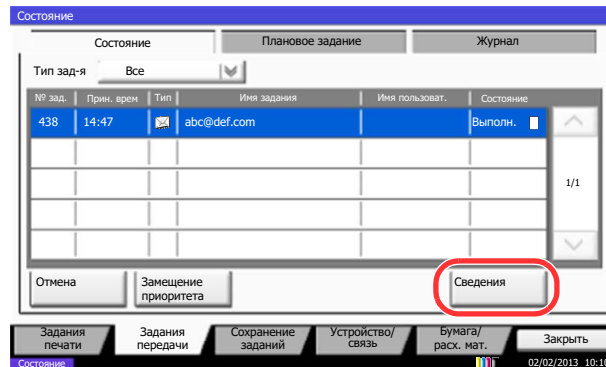 Состояние
Состояние Плановое задание Журнал
Тип зад-я Все
№ зад. Прин. врем Тип Имя задания Имя пользоват. Состояние
438 14:47 abc@def.com Выполн.
1/1
Отмена Замещение приоритета Сведения
Задания печати Задания передачи Сохранение заданий Устройство/ связь Бумага/ расх. мат. Закрыть
Состояние 02/02/2013 10:10